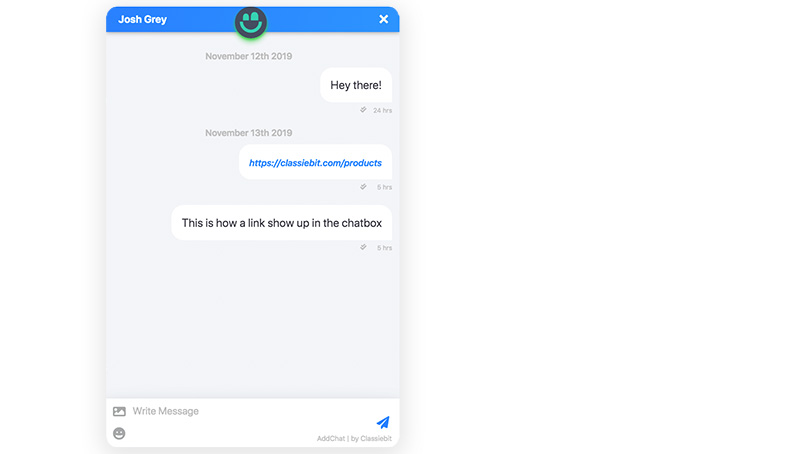 Josh Grey
November 12th 2019
Hey there!
24 hrs
November 13th 2019
https://classiebit.com/products
5 hrs
This is how a link show up in the chatbox
5 hrs
Write Message
AddChat | by Classiebit